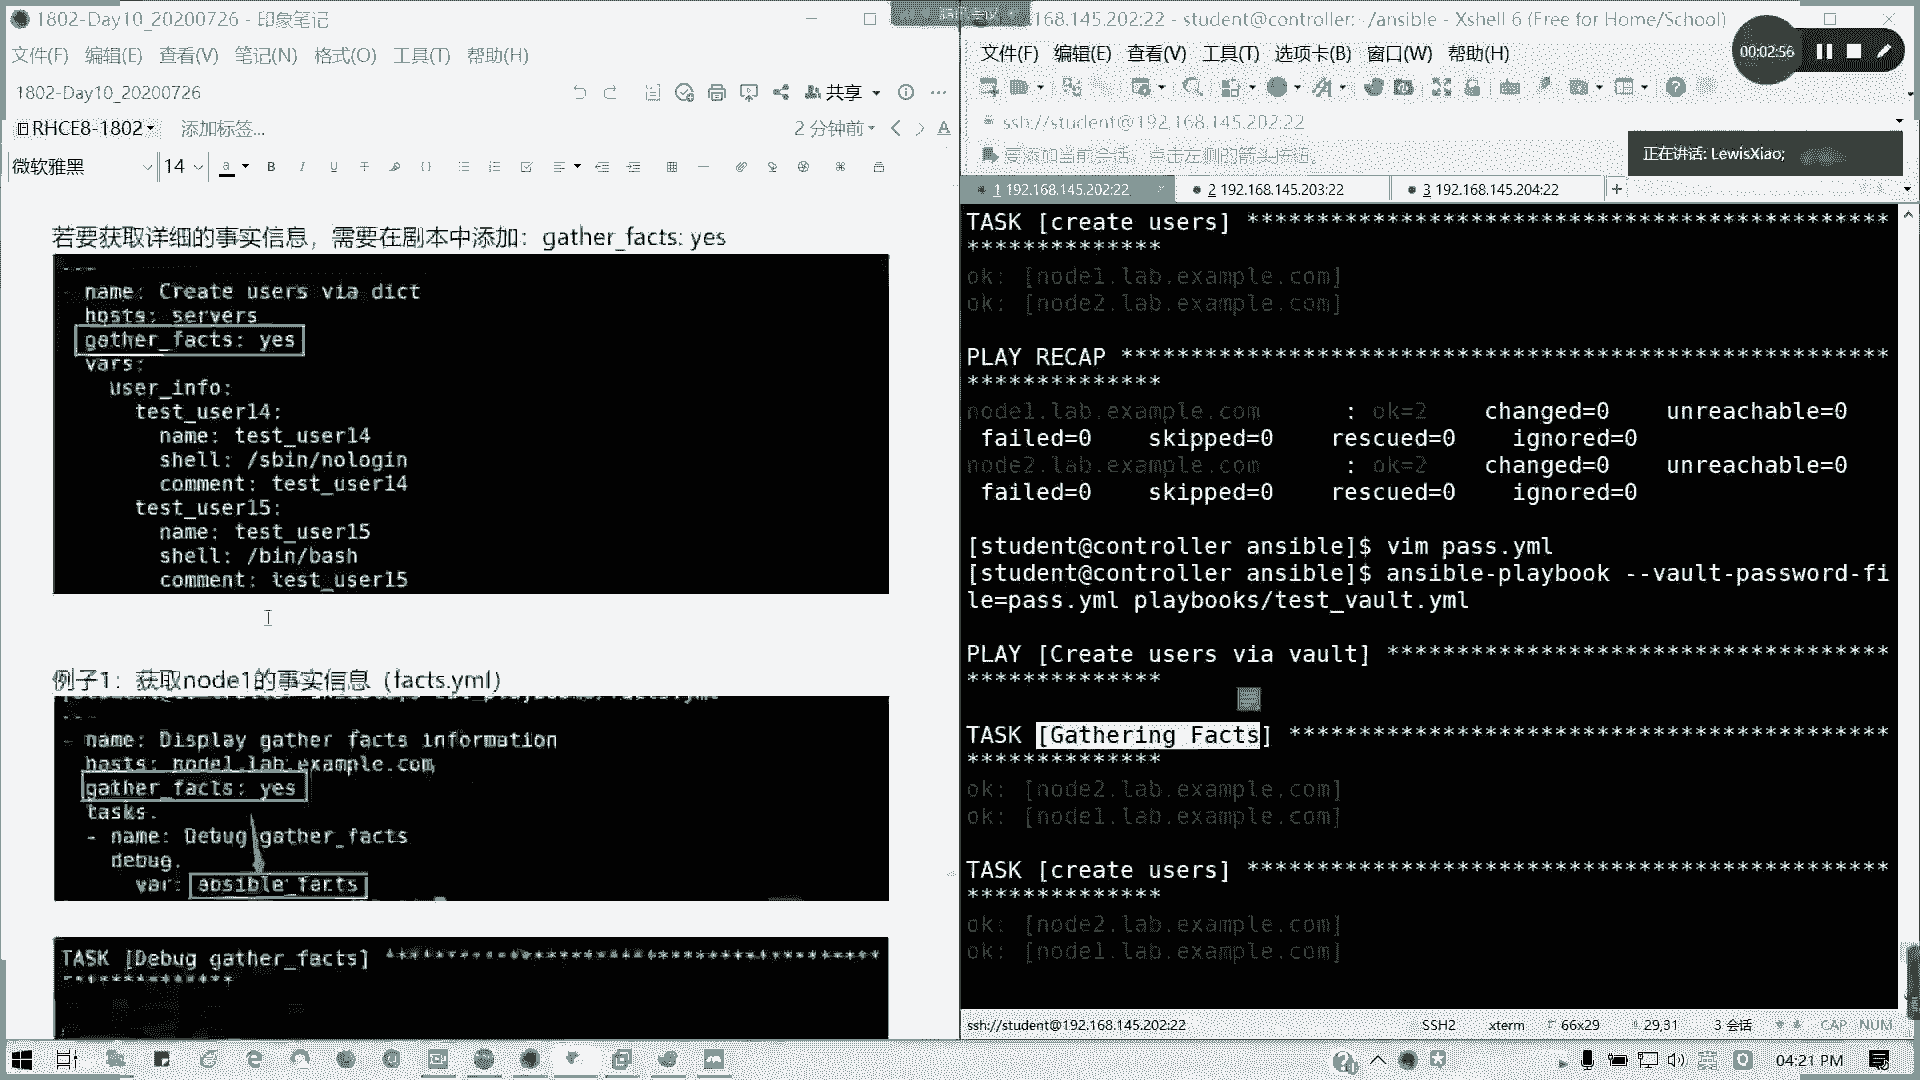 1802-Day10_20200726 - 印象笔记
文件(F) 编辑(E) 查看(V) 笔记(N) 格式(O) 工具(T) 帮助(H)
1802-Day10_20200726
共享
RHCE8-1802
添加标签...
2 分钟前
微软雅黑
14
若要获取详细的事实信息，需要在剧本中添加：gather_facts: yes
name: Create users via dict
hosts: servers
gather_facts: yes
vars:
user_info:
test_user14:
name: test_user14
shell: /sbin/nologin
comment: test_user14
test_user15:
name: test_user15
shell: /bin/bash
comment: test_user15
例子1：获取node1的事实信息（facts.yml）
- name: Display gather facts information
hosts: node1.lab.example.com
gather_facts: yes
tasks:
- name: Debug gather_facts
debug:
var: ansible_facts
TASK [Debug gather_facts] ****************************************
**************
168.145.202:22 - student@controller: ~/ansible - Xshell 6 (Free for Home/School)
00:02:56
文件(F) 编辑(E) 查看(V) 工具(T) 选项卡(B) 窗口(W) 帮助(H)
ssh://student@192.168.145.202:22
要添加当前会话，点击左侧的箭头按钮。
正在讲话: LewisXiao;
1 192.168.145.202:22
2 192.168.145.203:22
3 192.168.145.204:22
TASK [create users] ***********************************************
**************
ok: [node1.lab.example.com]
ok: [node2.lab.example.com]
PLAY RECAP ********************************************************
**************
node1.lab.example.com : ok=2 changed=0 unreachable=0
failed=0 skipped=0 rescued=0 ignored=0
node2.lab.example.com : ok=2 changed=0 unreachable=0
failed=0 skipped=0 rescued=0 ignored=0
[student@controller ansible]$ vim pass.yml
[student@controller ansible]$ ansible-playbook --vault-password-fi
le=pass.yml playbooks/test_vault.yml
PLAY [Create users via vault] *************************************
**************
TASK [Gathering Facts] ********************************************
**************
ok: [node2.lab.example.com]
ok: [node1.lab.example.com]
TASK [create users] ***********************************************
**************
ok: [node2.lab.example.com]
ok: [node1.lab.example.com]
ssh://student@192.168.145.202:22
SSH2
xterm
66x29
29,31
3 会话
CAP NUM
英
04:21 PM